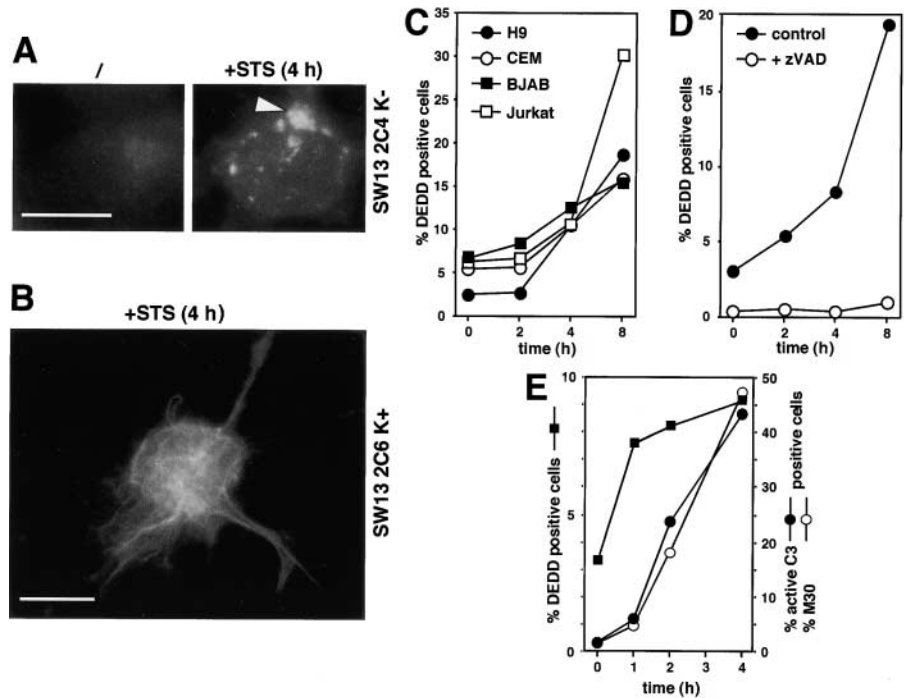 A
/
+STS (4 h)
SW13 2C4 K-
B
+STS (4 h)
SW13 2C6 K+
C
% DEDD positive cells
35
30
25
20
15
10
5
0
H9
CEM
BJAB
Jurkat
0 2 4 8
time (h)
D
% DEDD positive cells
20
15
10
5
0
control
+ zVAD
0 2 4 8
time (h)
E
% DEDD positive cells
10
5
0
50
40
30
20
10
0
% active C3
% M30
positive cells
0 1 2 3 4
time (h)